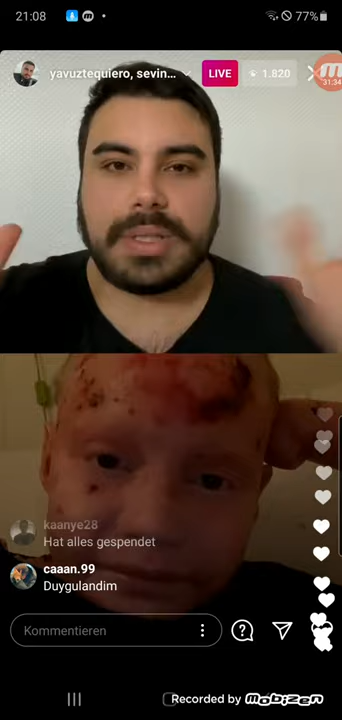 21:08
77%
yavuztequiero, sevin...
LIVE
1.820
31:34
kaanye28
Hat alles gespendet
caaan.99
Duygulandim
Kommentieren
Recorded by mobizen